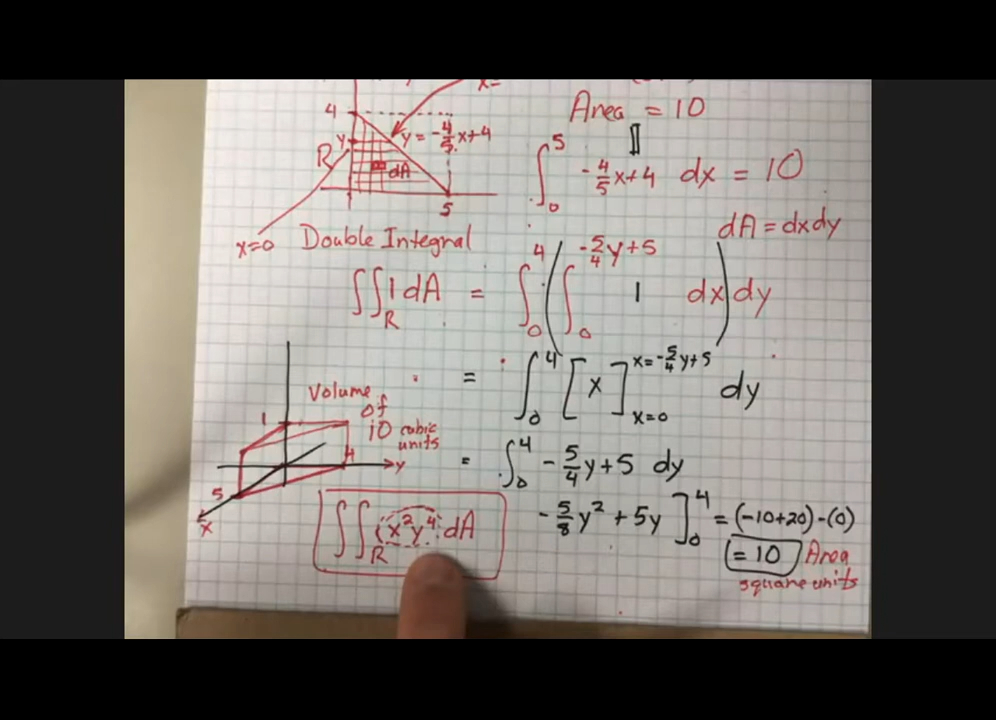 x=
Area = 10
4
y = -4/5x+4
y
R
dA
∫₀⁵ -4/5x+4 dx = 10
5
dA = dxdy
x=0
Double Integral
∬_R 1 dA = ∫₀⁴ ( ∫₀^(-5/4y+5) 1 dx ) dy
= ∫₀⁴ [ x ]_(x=0)^(x=-5/4y+5) dy
Volume
of
10 cubic
units
1
4
y
5
x
= ∫₀⁴ -5/4y+5 dy
-5/8y² + 5y ]₀⁴ = (-10+20)-(0)
= 10 Area
square units
∬_R (x²y⁴) dA